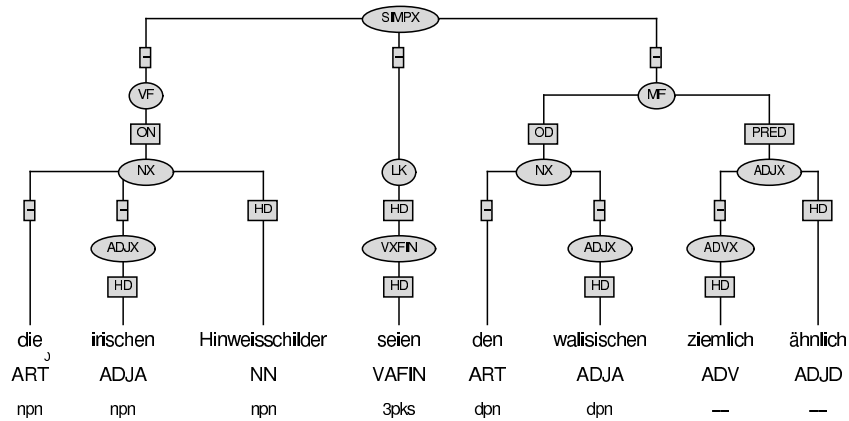 SIMPX
– – –
VF MF
ON OD PRED
NX LK NX ADJX
– – HD HD – – – HD
ADJX VXFIN ADJX ADVX
HD HD HD HD
die irischen Hinweisschilder seien den walisischen ziemlich ähnlich
J
ART ADJA NN VAFIN ART ADJA ADV ADJD
npn npn npn 3pks dpn dpn –– ––